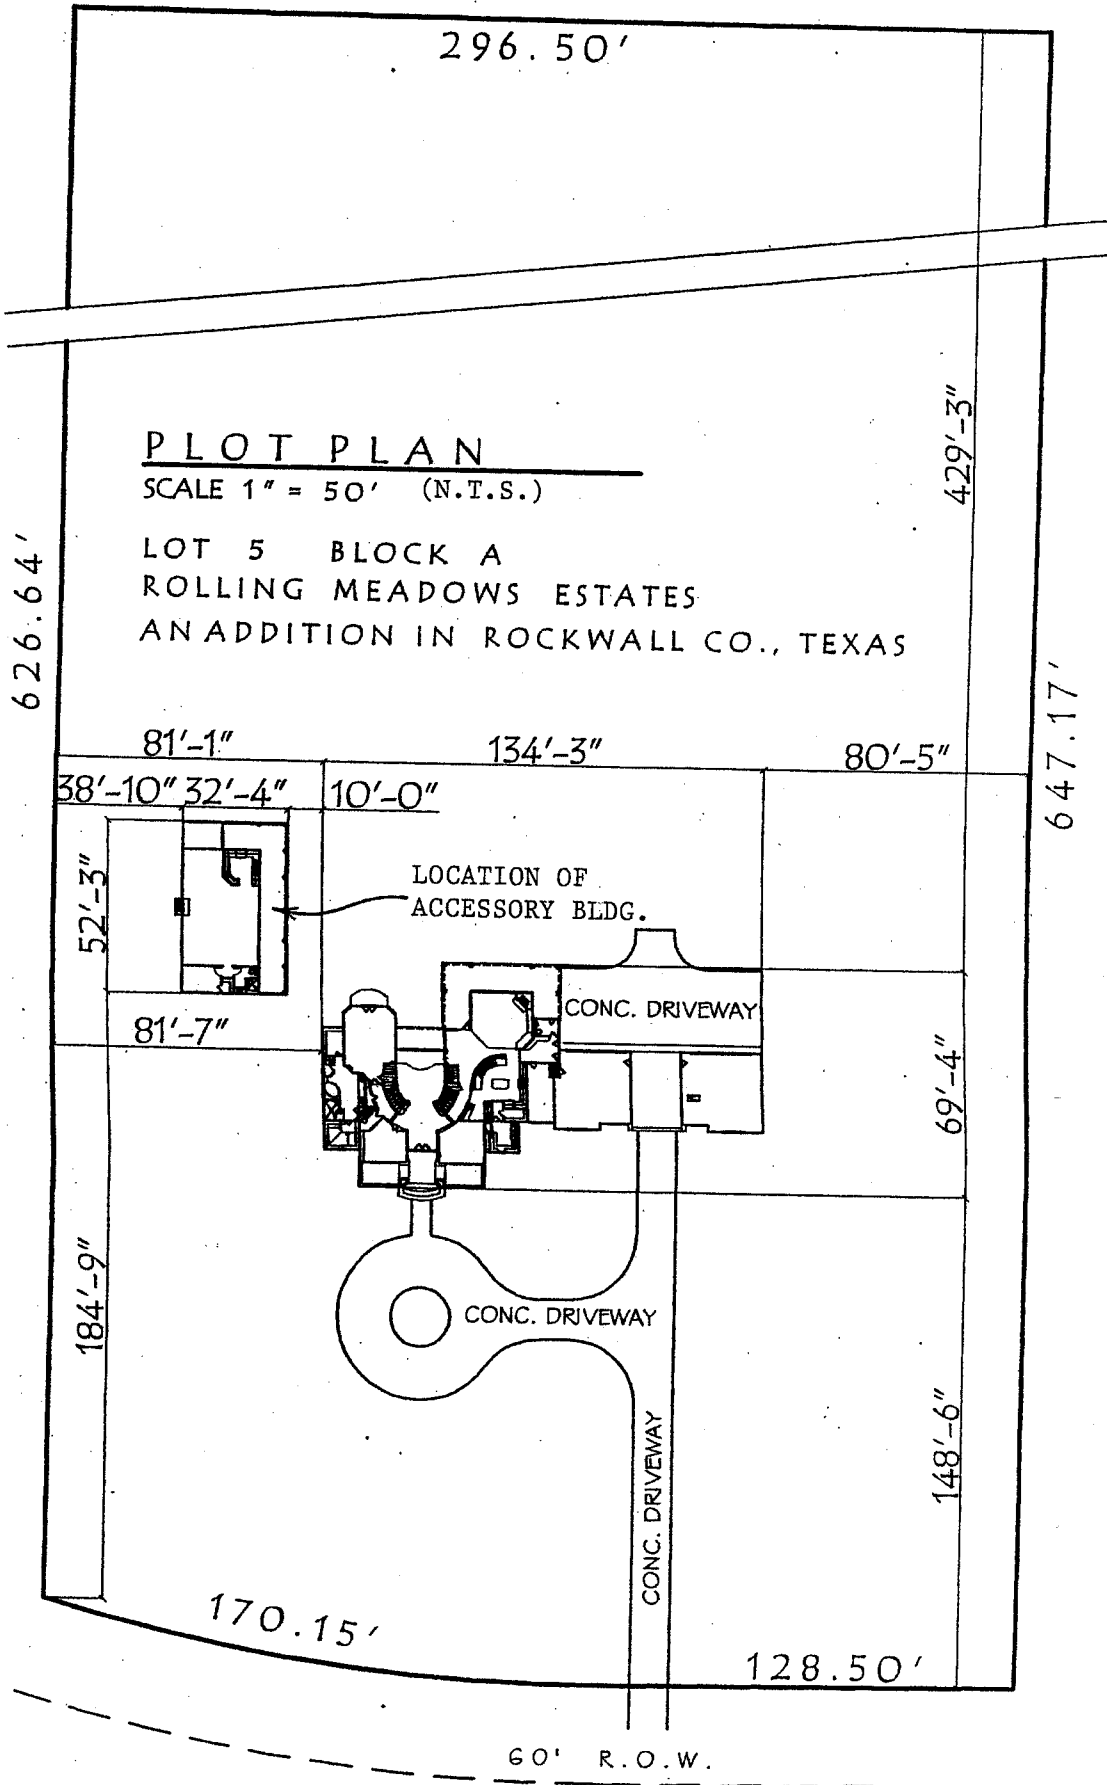 296.50'
429'-3"
PLOT PLAN
SCALE 1" = 50' (N.T.S.)
LOT 5 BLOCK A
ROLLING MEADOWS ESTATES
AN ADDITION IN ROCKWALL CO., TEXAS
626.64'
647.17'
81'-1" 134'-3" 80'-5"
38'-10" 32'-4" 10'-0"
52'-3"
LOCATION OF
ACCESSORY BLDG.
CONC. DRIVEWAY
81'-7"
69'-4"
184'-9"
CONC. DRIVEWAY
148'-6"
CONC. DRIVEWAY
170.15'
128.50'
60' R.O.W.